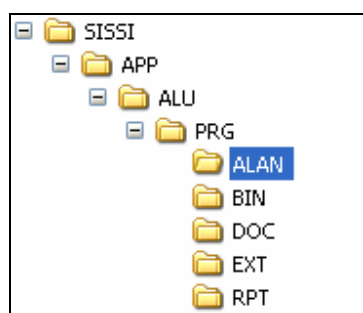 SISSI
APP
ALU
PRG
ALAN
BIN
DOC
EXT
RPT